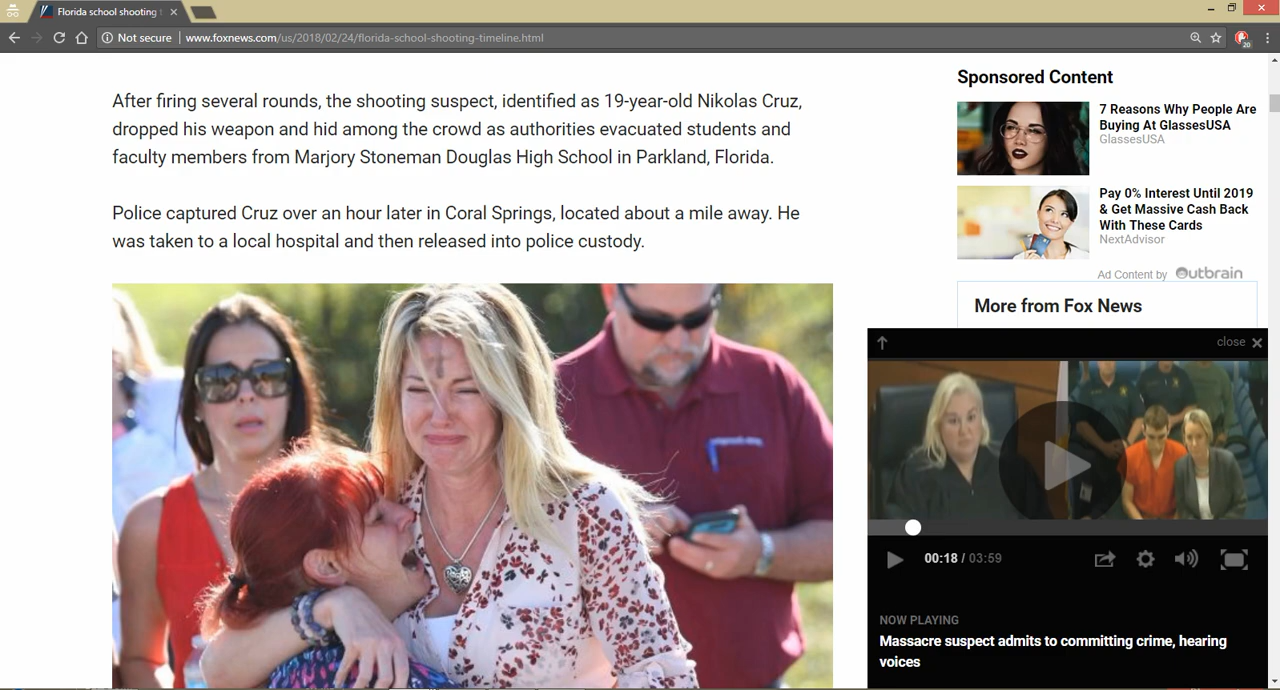 Florida school shooting t
Not secure
www.foxnews.com/us/2018/02/24/florida-school-shooting-timeline.html
20
After firing several rounds, the shooting suspect, identified as 19-year-old Nikolas Cruz,
dropped his weapon and hid among the crowd as authorities evacuated students and
faculty members from Marjory Stoneman Douglas High School in Parkland, Florida.
Police captured Cruz over an hour later in Coral Springs, located about a mile away. He
was taken to a local hospital and then released into police custody.
Sponsored Content
7 Reasons Why People Are
Buying At GlassesUSA
GlassesUSA
Pay 0% Interest Until 2019
& Get Massive Cash Back
With These Cards
NextAdvisor
Ad Content by Outbrain
More from Fox News
close
00:18 / 03:59
NOW PLAYING
Massacre suspect admits to committing crime, hearing
voices